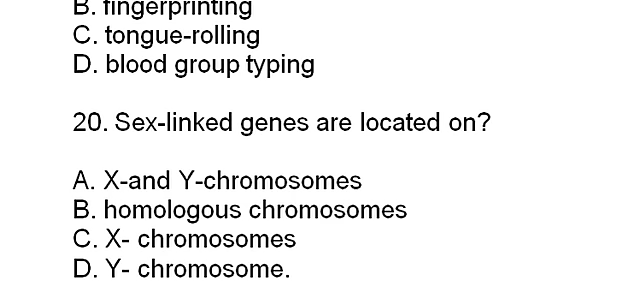 B. fingerprinting
C. tongue-rolling
D. blood group typing
20. Sex-linked genes are located on?
A. X-and Y-chromosomes
B. homologous chromosomes
C. X- chromosomes
D. Y- chromosome.